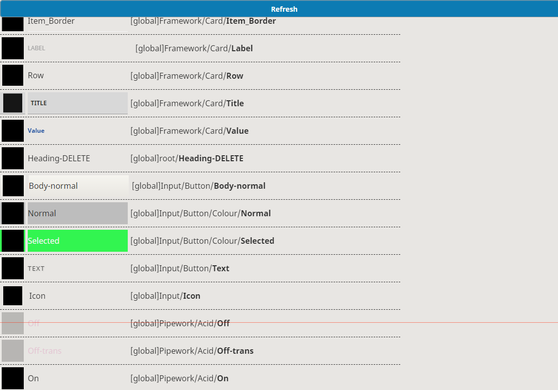 Refresh
Item_Border [global]Framework/Card/Item_Border
LABEL [global]Framework/Card/Label
Row [global]Framework/Card/Row
TITLE [global]Framework/Card/Title
Value [global]Framework/Card/Value
Heading-DELETE [global]root/Heading-DELETE
Body-normal [global]Input/Button/Body-normal
Normal [global]Input/Button/Colour/Normal
Selected [global]Input/Button/Colour/Selected
TEXT [global]Input/Button/Text
Icon [global]Input/Icon
Off [global]Pipework/Acid/Off
Off-trans [global]Pipework/Acid/Off-trans
On [global]Pipework/Acid/On